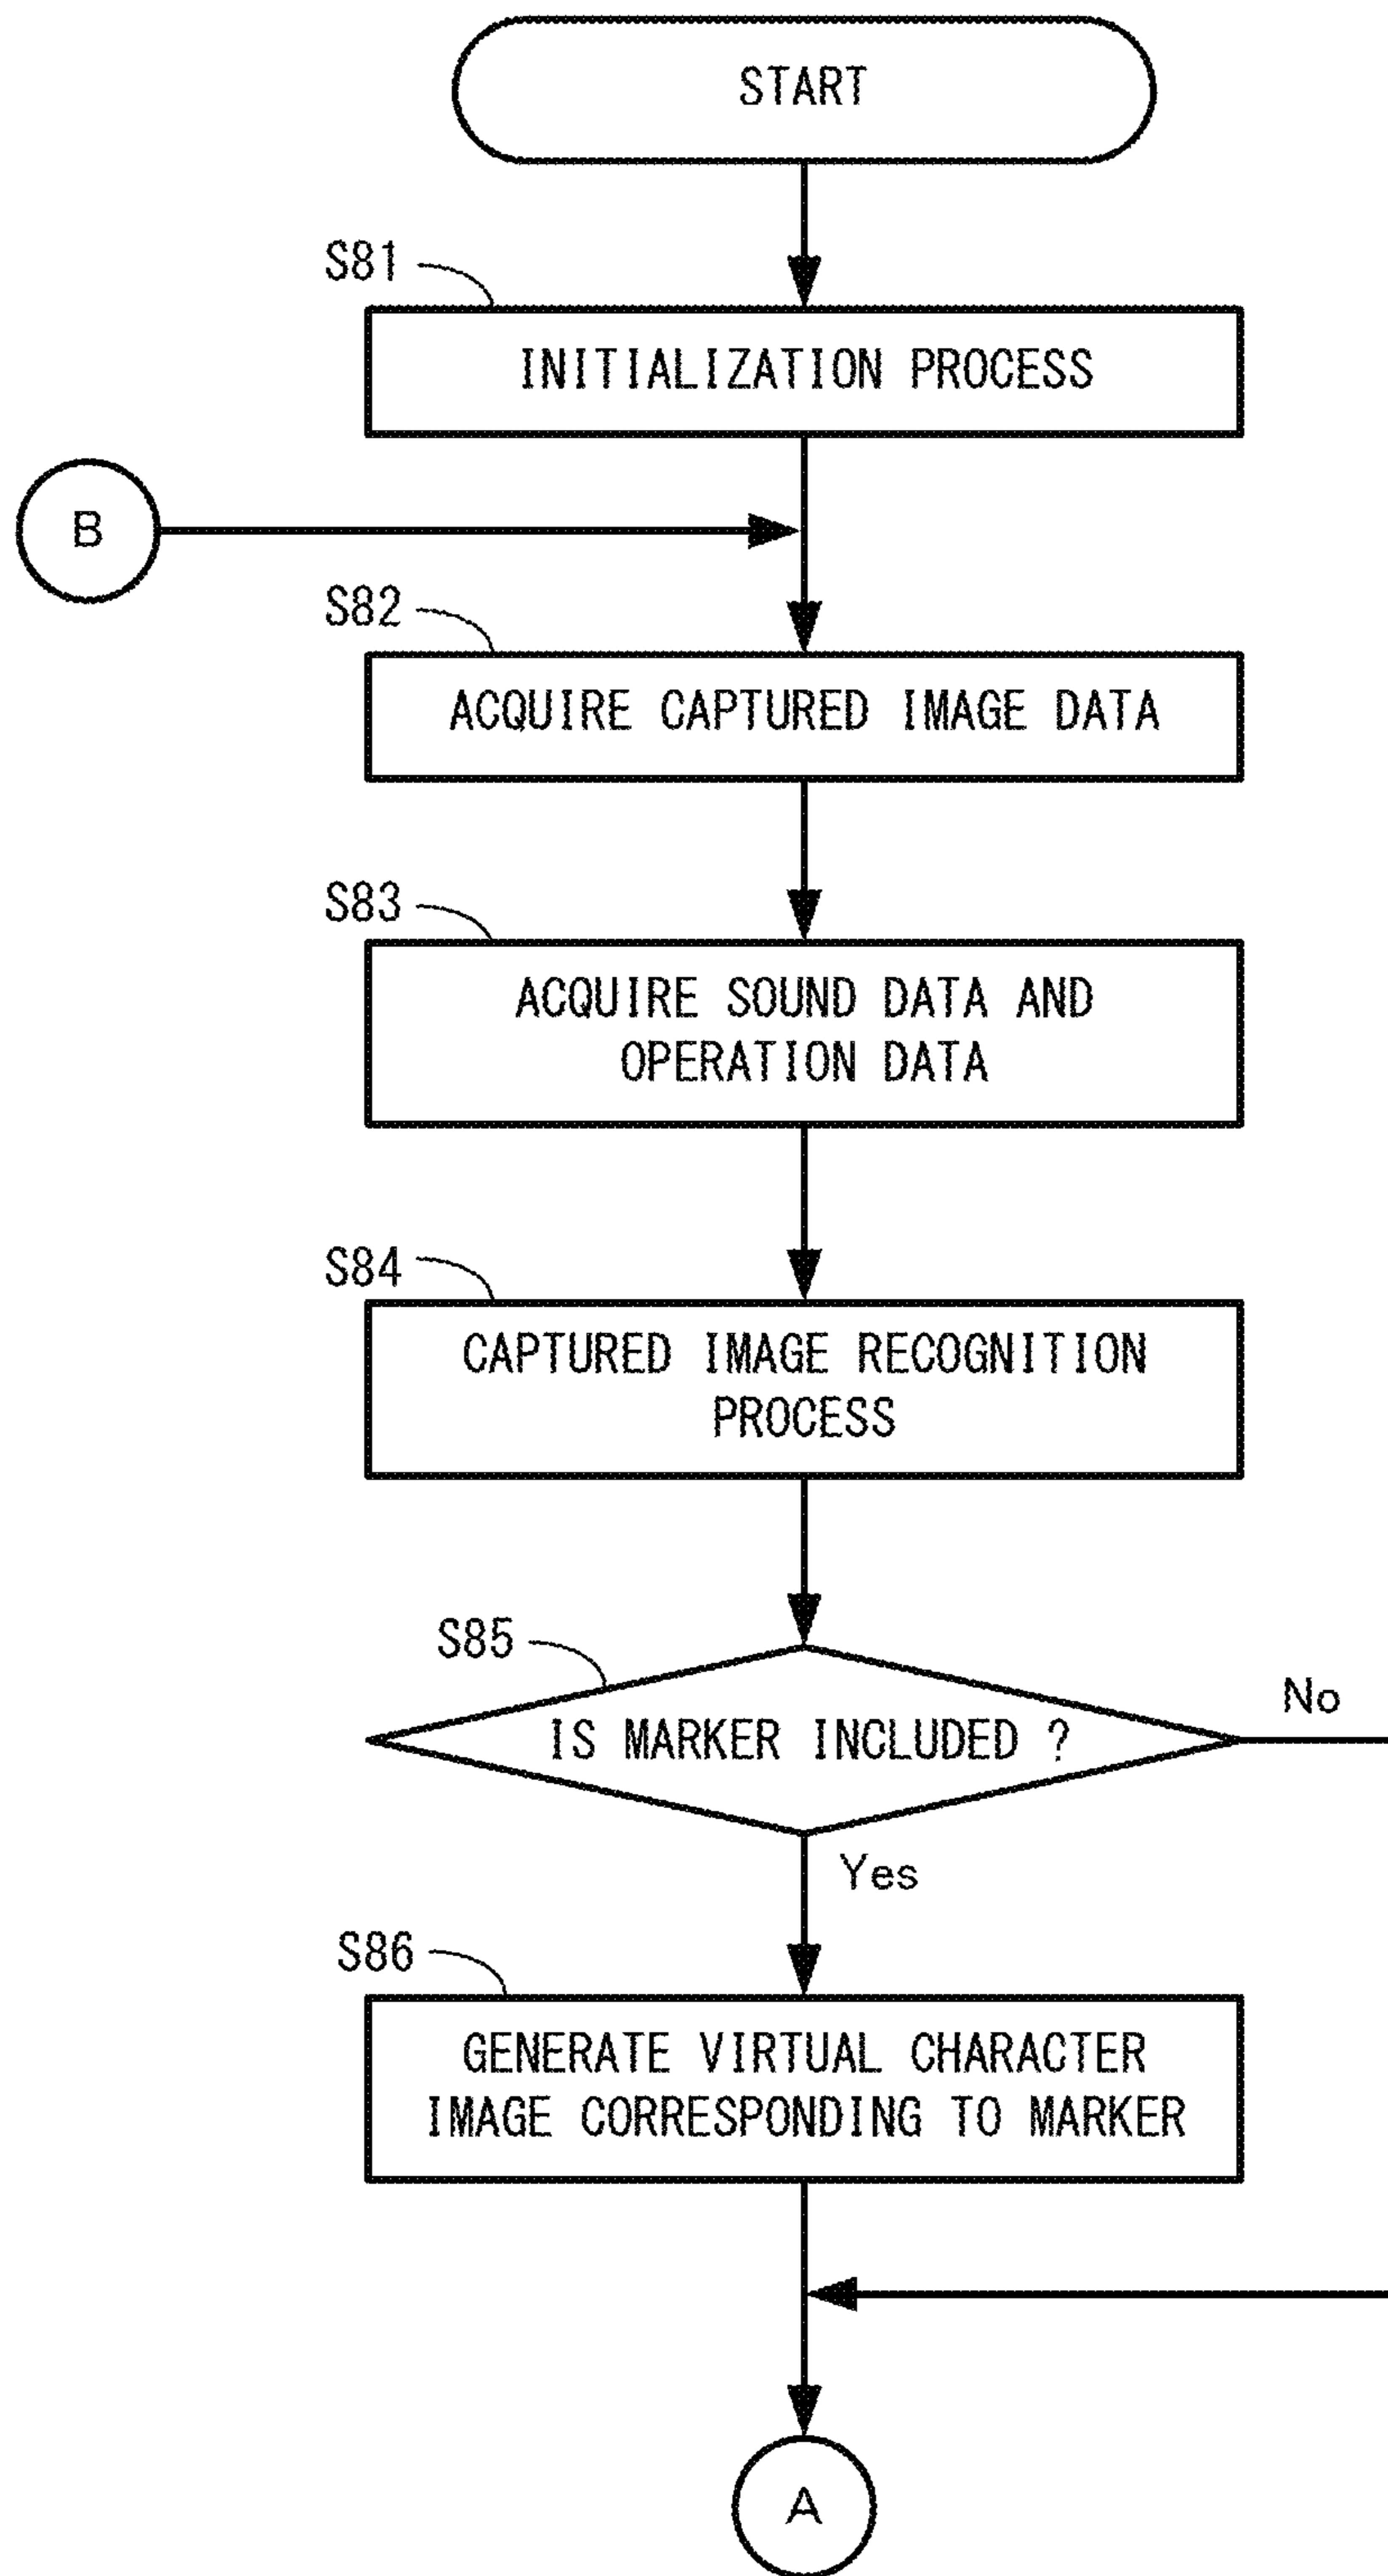 START
S81
INITIALIZATION PROCESS
B
S82
ACQUIRE CAPTURED IMAGE DATA
S83
ACQUIRE SOUND DATA AND
OPERATION DATA
S84
CAPTURED IMAGE RECOGNITION
PROCESS
S85
IS MARKER INCLUDED ?
No
Yes
S86
GENERATE VIRTUAL CHARACTER
IMAGE CORRESPONDING TO MARKER
A